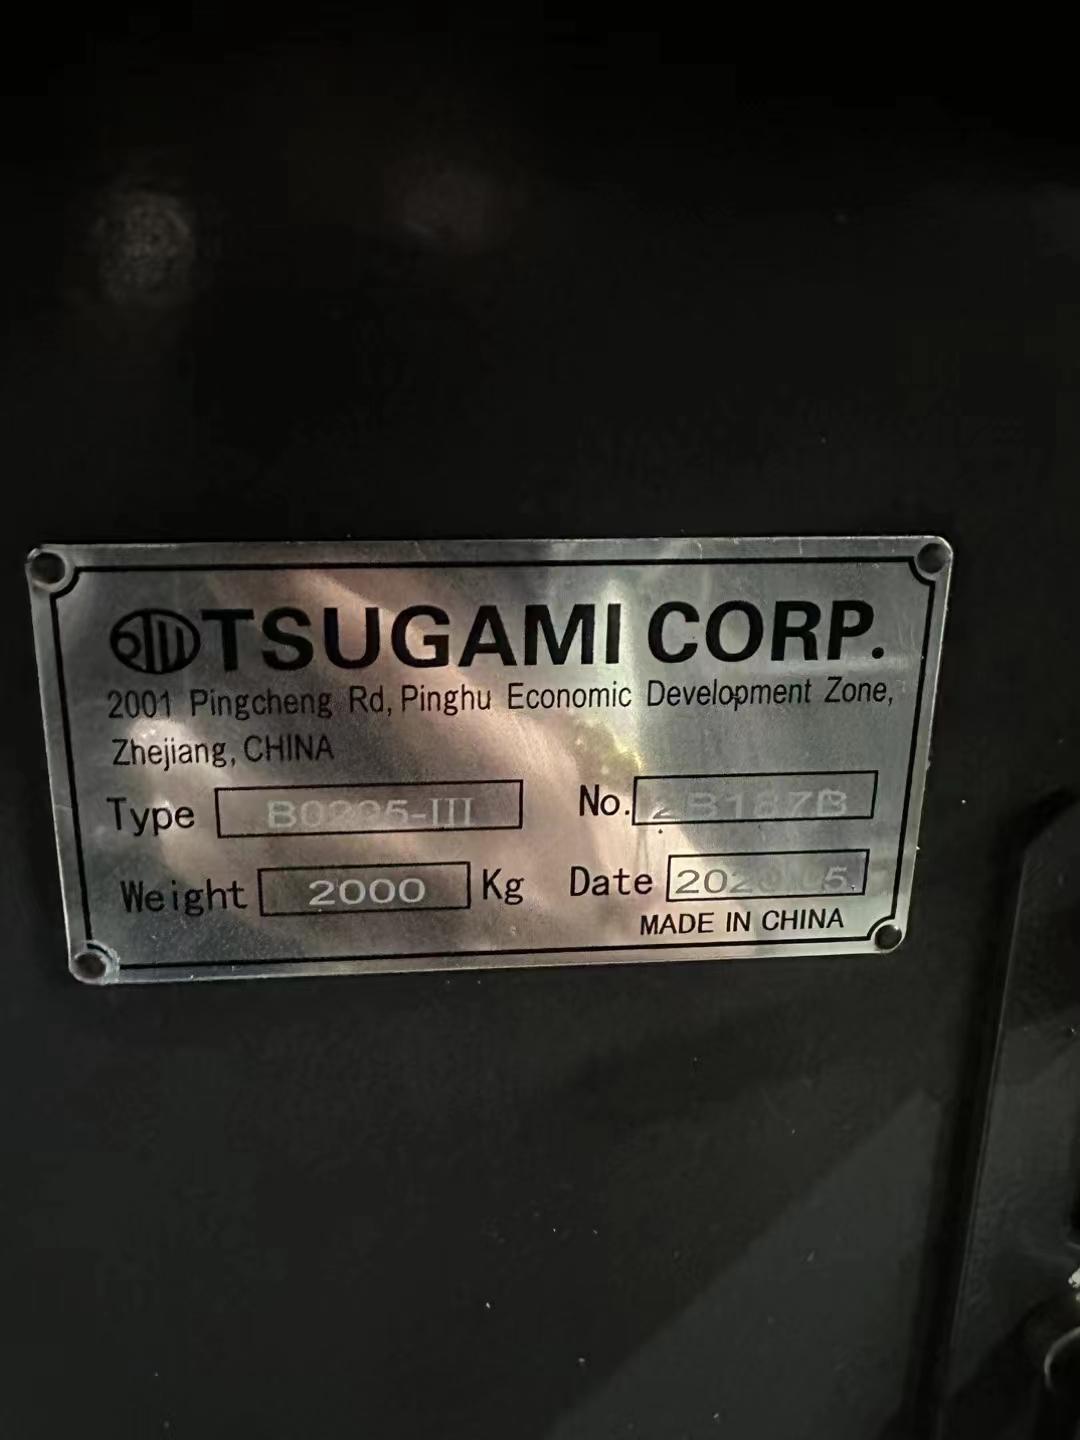 TSUGAMI CORP.
2001 Pingcheng Rd, Pinghu Economic Development Zone,
Zhejiang, CHINA
Type No.
Weight 2000 Kg Date
MADE IN CHINA